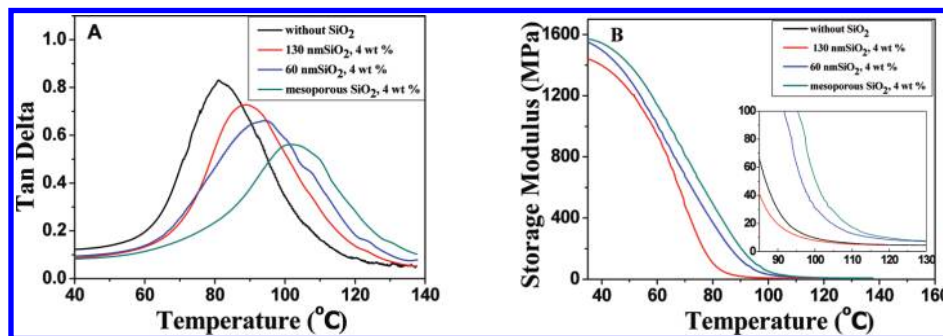 A
without SiO2
130 nmSiO2, 4 wt %
60 nmSiO2, 4 wt %
mesoporous SiO2, 4 wt %
Tan Delta
1.0
0.8
0.6
0.4
0.2
0.0
40 60 80 100 120 140
Temperature (°C)
B
without SiO2
130 nmSiO2, 4 wt %
60 nmSiO2, 4 wt %
mesoporous SiO2, 4 wt %
Storage Modulus (MPa)
1600
1200
800
400
0
40 60 80 100 120 140 160
Temperature (°C)
100
80
60
40
20
0
90 100 110 120 130